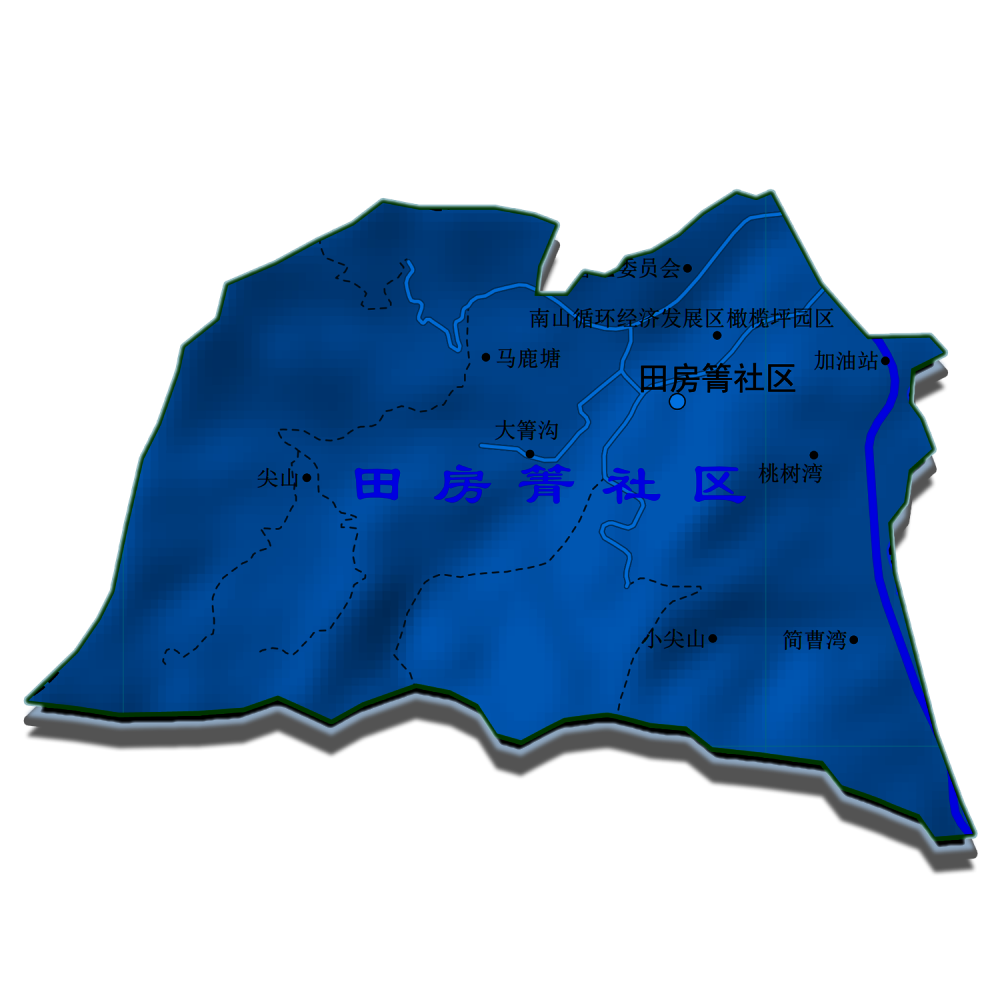 委员会
南山循环经济发展区橄榄坪园区
马鹿塘
加油站
田房箐社区
大箐沟
尖山
田房箐社区
桃树湾
小尖山
简曹湾